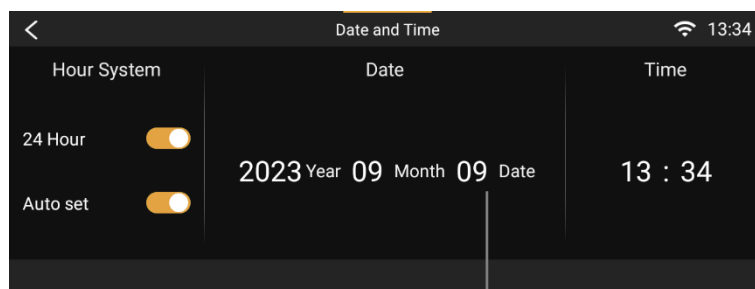 Date and Time 13:34
Hour System Date Time
24 Hour
2023 Year 09 Month 09 Date 13 : 34
Auto set